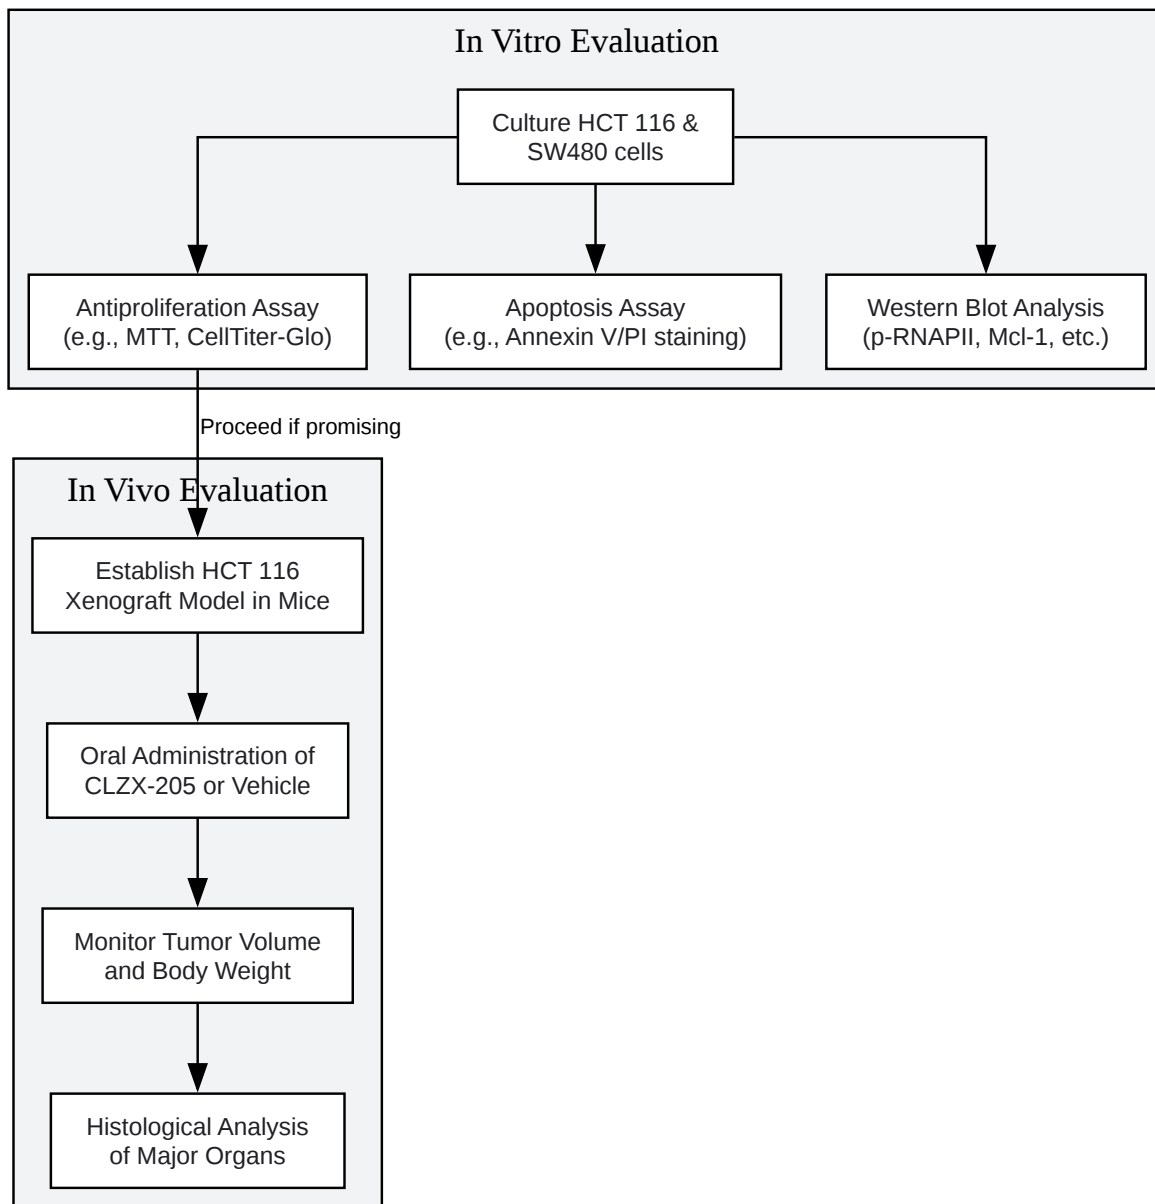 In Vitro Evaluation
Culture HCT 116 &
SW480 cells
Antiproliferation Assay
(e.g., MTT, CellTiter-Glo)
Apoptosis Assay
(e.g., Annexin V/PI staining)
Western Blot Analysis
(p-RNAPII, Mcl-1, etc.)
Proceed if promising
In Vivo Evaluation
Establish HCT 116
Xenograft Model in Mice
Oral Administration of
CLZX-205 or Vehicle
Monitor Tumor Volume
and Body Weight
Histological Analysis
of Major Organs